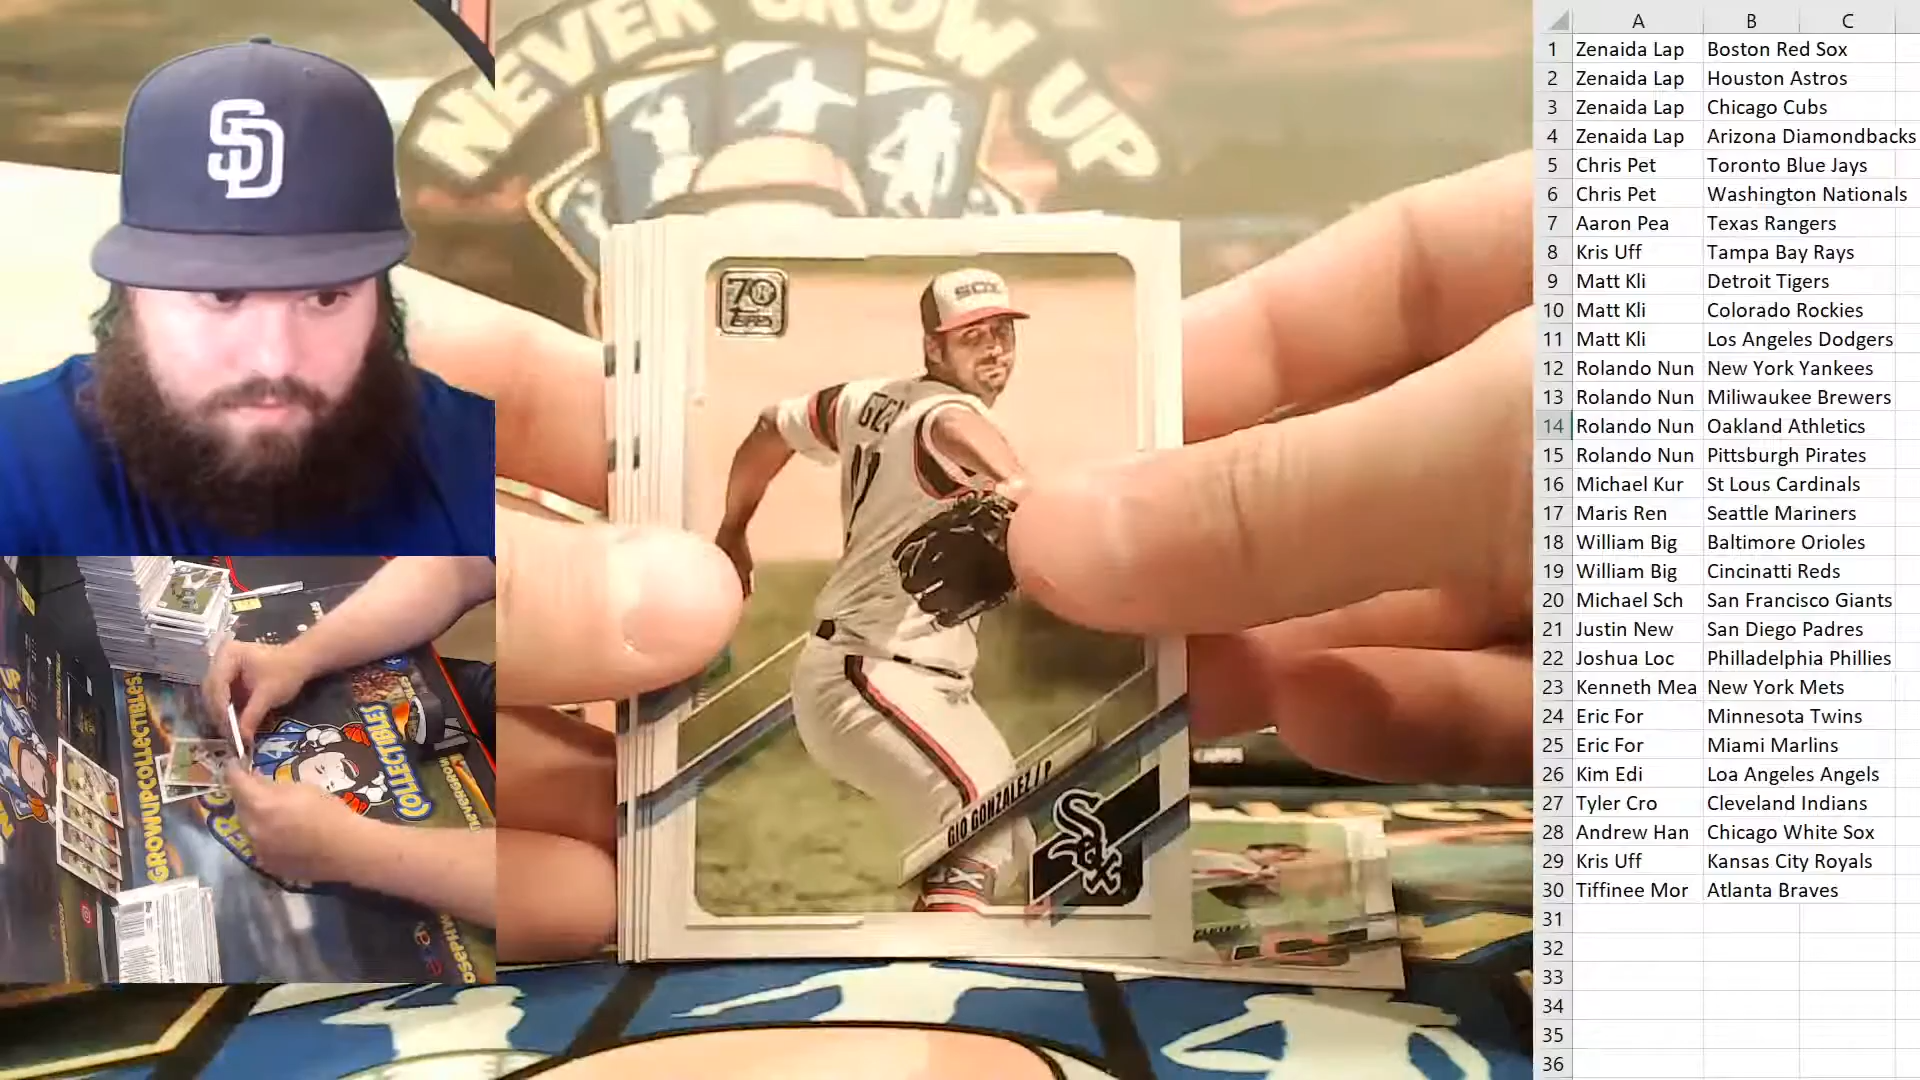 NEVER GROW UP
SD
70
Topps
SOX
GIO GONZALEZ / P
Sox
GROWUPCOLLECTIBLES
COLLECTIBLES
UP
A B C
1 Zenaida Lap Boston Red Sox
2 Zenaida Lap Houston Astros
3 Zenaida Lap Chicago Cubs
4 Zenaida Lap Arizona Diamondbacks
5 Chris Pet Toronto Blue Jays
6 Chris Pet Washington Nationals
7 Aaron Pea Texas Rangers
8 Kris Uff Tampa Bay Rays
9 Matt Kli Detroit Tigers
10 Matt Kli Colorado Rockies
11 Matt Kli Los Angeles Dodgers
12 Rolando Nun New York Yankees
13 Rolando Nun Miliwaukee Brewers
14 Rolando Nun Oakland Athletics
15 Rolando Nun Pittsburgh Pirates
16 Michael Kur St Lous Cardinals
17 Maris Ren Seattle Mariners
18 William Big Baltimore Orioles
19 William Big Cincinatti Reds
20 Michael Sch San Francisco Giants
21 Justin New San Diego Padres
22 Joshua Loc Philladelphia Phillies
23 Kenneth Mea New York Mets
24 Eric For Minnesota Twins
25 Eric For Miami Marlins
26 Kim Edi Loa Angeles Angels
27 Tyler Cro Cleveland Indians
28 Andrew Han Chicago White Sox
29 Kris Uff Kansas City Royals
30 Tiffinee Mor Atlanta Braves
31
32
33
34
35
36